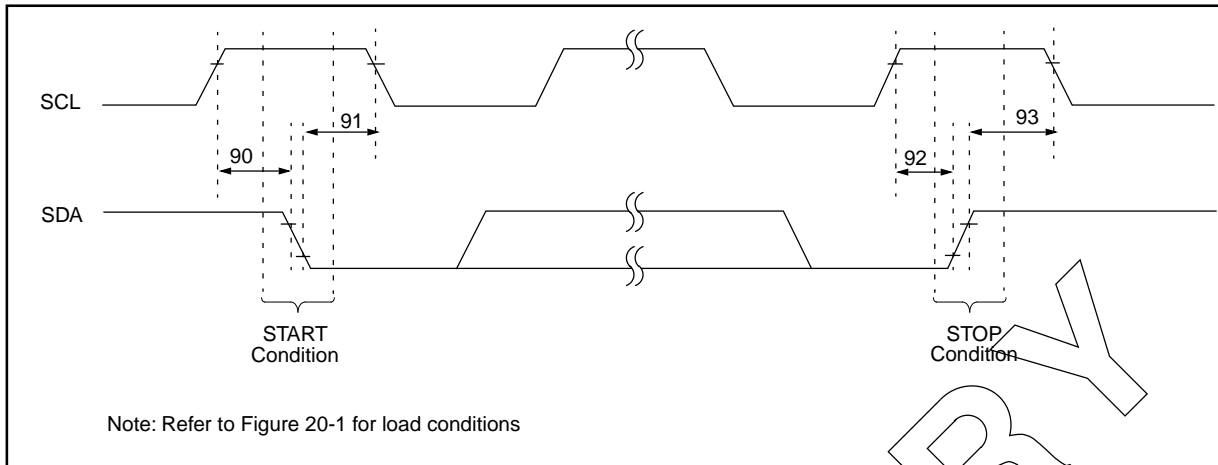 SCL
91
93
90
92
SDA
START
Condition
STOP
Condition
Note: Refer to Figure 20-1 for load conditions
R Y